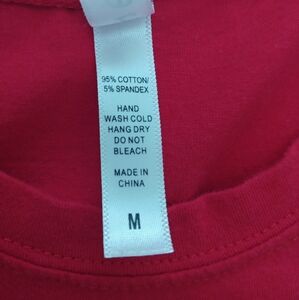 95% COTTON/
5% SPANDEX
HAND
WASH COLD
HANG DRY
DO NOT
BLEACH
MADE IN
CHINA
M